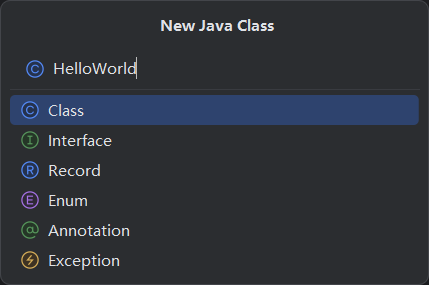 New Java Class
HelloWorld
Class
Interface
Record
Enum
Annotation
Exception